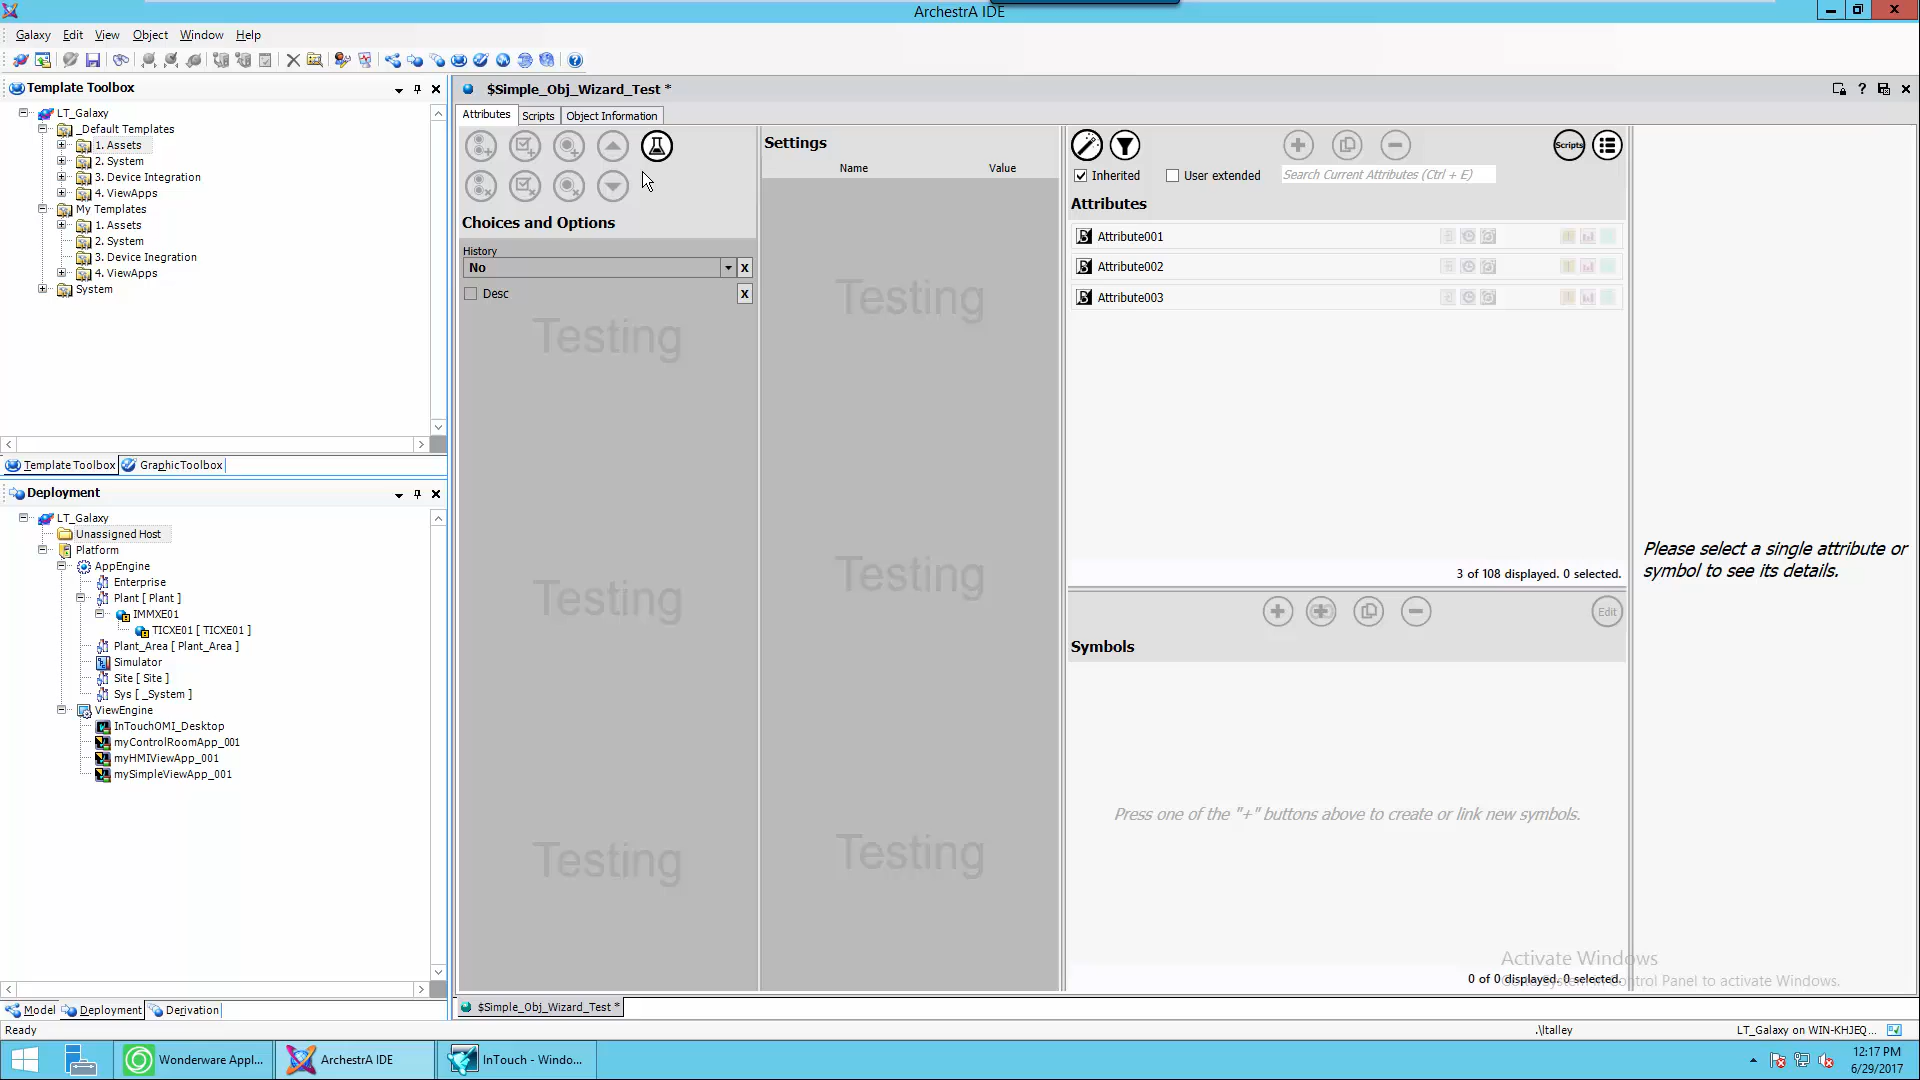 ArchestrA IDE
Galaxy Edit View Object Window Help
Template Toolbox
LT_Galaxy
_Default Templates
1. Assets
2. System
3. Device Integration
4. ViewApps
My Templates
1. Assets
2. System
3. Device Inegration
4. ViewApps
System
Template Toolbox GraphicToolbox
Deployment
LT_Galaxy
Unassigned Host
Platform
AppEngine
Enterprise
Plant [ Plant ]
IMMXE01
TICXE01 [ TICXE01 ]
Plant_Area [ Plant_Area ]
Simulator
Site [ Site ]
Sys [ _System ]
ViewEngine
InTouchOMI_Desktop
myControlRoomApp_001
myHMIViewApp_001
mySimpleViewApp_001
Model Deployment Derivation
Ready
$Simple_Obj_Wizard_Test *
Attributes Scripts Object Information
Choices and Options
History
No
X
Desc
X
Testing
Testing
Testing
Settings
Name Value
Testing
Testing
Testing
Scripts
Inherited User extended Search Current Attributes (Ctrl + E)
Attributes
Attribute001
Attribute002
Attribute003
3 of 108 displayed. 0 selected.
Edit
Symbols
Press one of the "+" buttons above to create or link new symbols.
0 of 0 displayed. 0 selected.
Please select a single attribute or
symbol to see its details.
Activate Windows
Control Panel to activate Windows.
$Simple_Obj_Wizard_Test *
.\ltalley LT_Galaxy on WIN-KHJEQ...
Wonderware Appl... ArchestrA IDE InTouch - Windo...
12:17 PM
6/29/2017